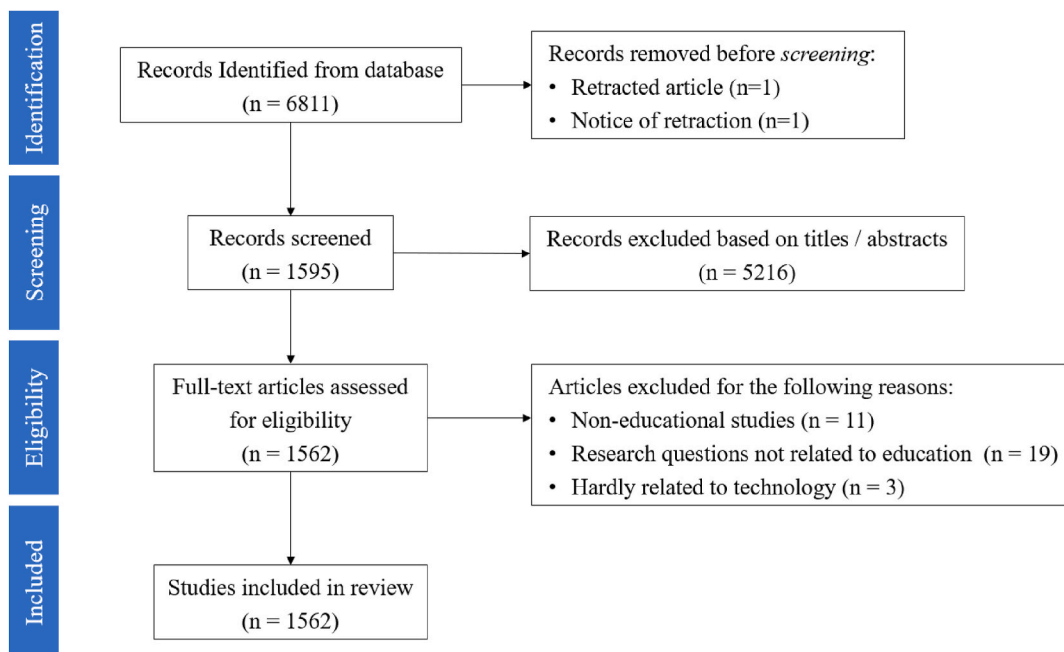 Identification
Records Identified from database
(n = 6811)
Records removed before screening:
• Retracted article (n=1)
• Notice of retraction (n=1)
Screening
Records screened
(n = 1595)
Records excluded based on titles / abstracts
(n = 5216)
Eligibility
Full-text articles assessed
for eligibility
(n = 1562)
Articles excluded for the following reasons:
• Non-educational studies (n = 11)
• Research questions not related to education (n = 19)
• Hardly related to technology (n = 3)
Included
Studies included in review
(n = 1562)